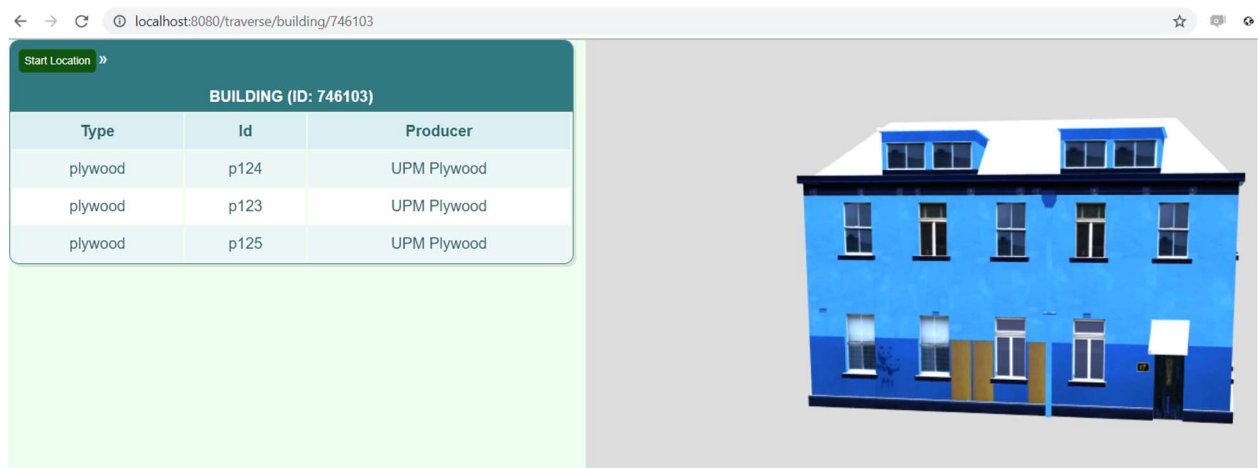 localhost:8080/traverse/building/746103
Start Location »
BUILDING (ID: 746103)
Type Id Producer
plywood p124 UPM Plywood
plywood p123 UPM Plywood
plywood p125 UPM Plywood